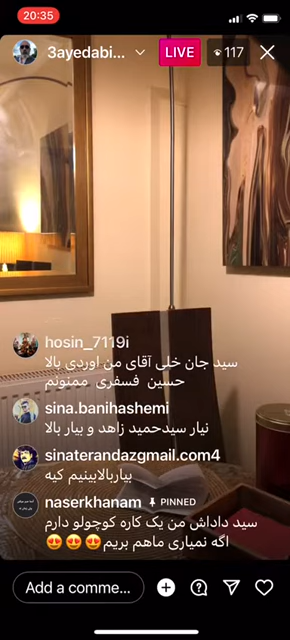 20:35
3ayedabi...
LIVE
117
hosin_7119i
سید جان خلی آقای من اوردی بالا
حسین فسفری ممنونم
sina.banihashemi
نیار سیدحمید زاهد و بیار بالا
sinaterandazgmail.com4
بیاربالابینیم کیه
naserkhanam PINNED
سید داداش من یک کاره کوچولو دارم
اگه نمیاری ماهم بریم😍😍😍
Add a comme...